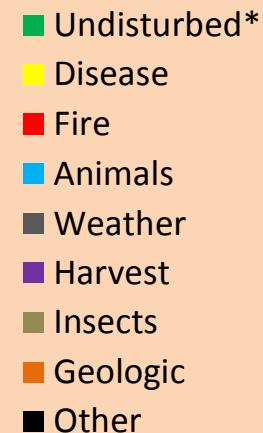 Undisturbed*
Disease
Fire
Animals
Weather
Harvest
Insects
Geologic
Other